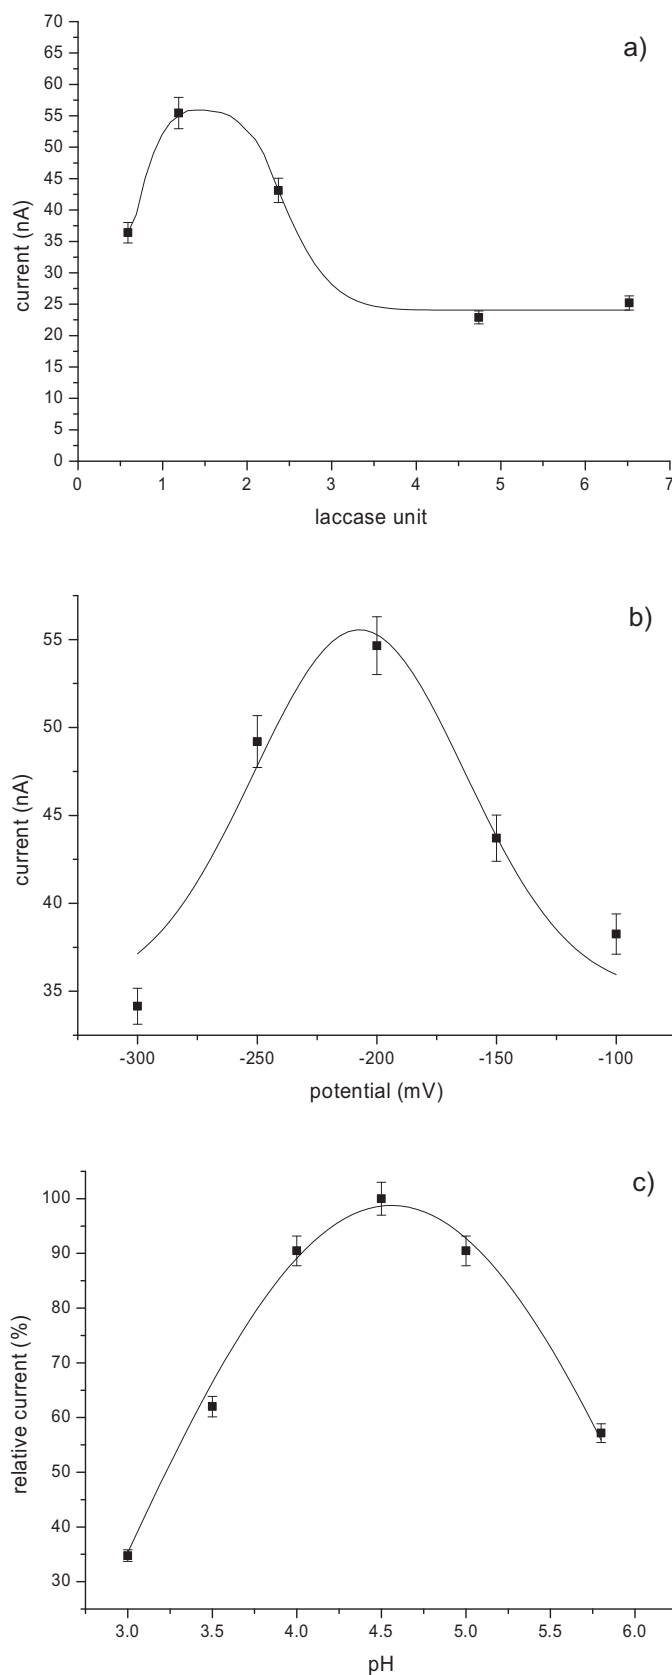 a)
70
65
60
55
50
45
40
35
30
25
20
15
10
5
0
current (nA)
0 1 2 3 4 5 6 7
laccase unit
b)
55
50
45
40
35
current (nA)
-300 -250 -200 -150 -100
potential (mV)
c)
100
90
80
70
60
50
40
30
relative current (%)
3.0 3.5 4.0 4.5 5.0 5.5 6.0
pH